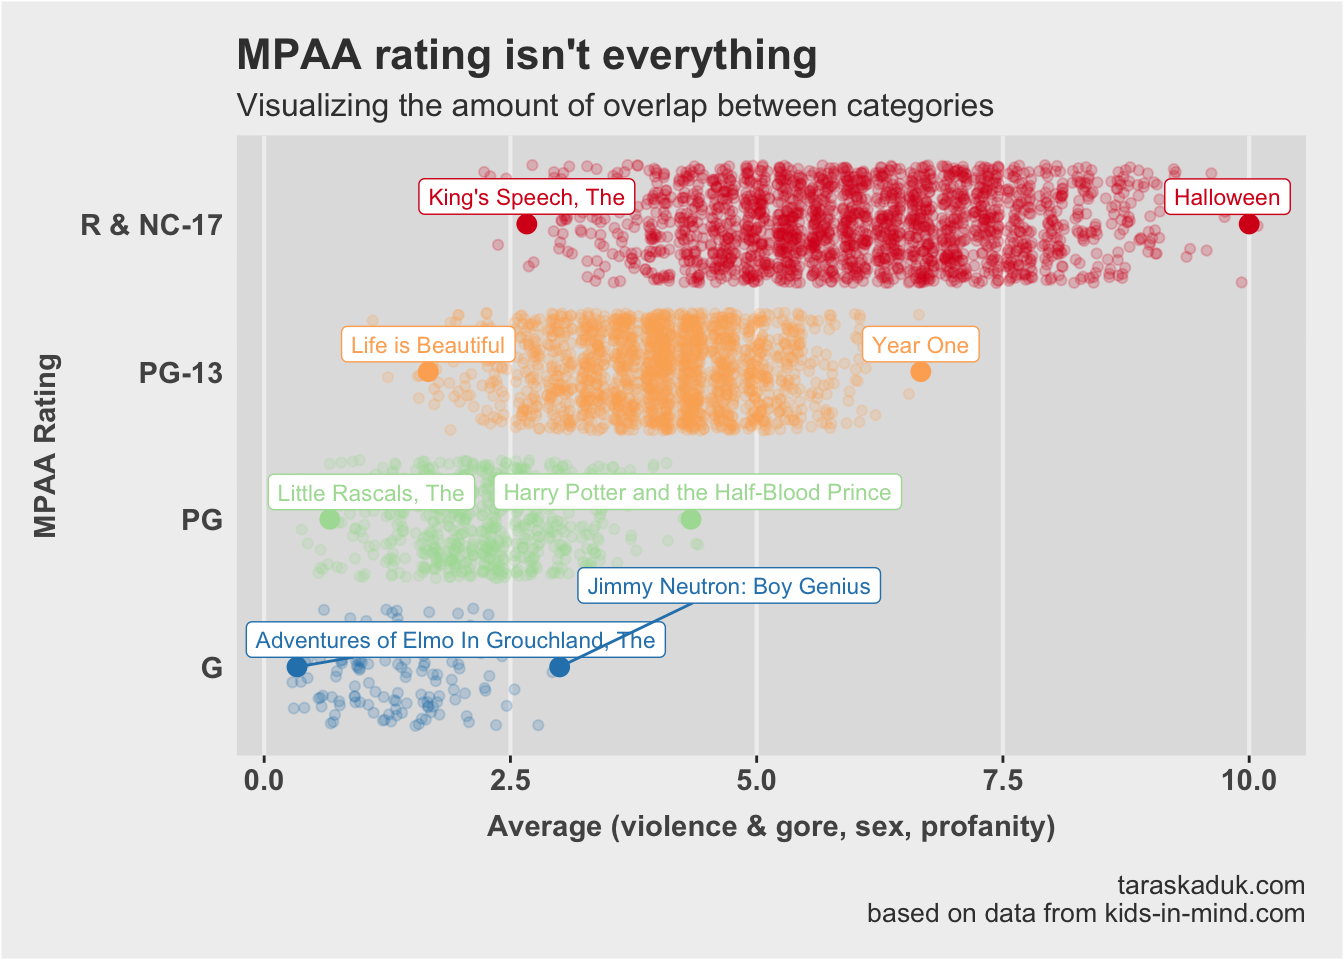 MPAA rating isn't everything
Visualizing the amount of overlap between categories
MPAA Rating
R & NC-17
King's Speech, The
Halloween
PG-13
Life is Beautiful
Year One
PG
Little Rascals, The
Harry Potter and the Half-Blood Prince
G
Jimmy Neutron: Boy Genius
Adventures of Elmo In Grouchland, The
0.0 2.5 5.0 7.5 10.0
Average (violence & gore, sex, profanity)
taraskaduk.com
based on data from kids-in-mind.com